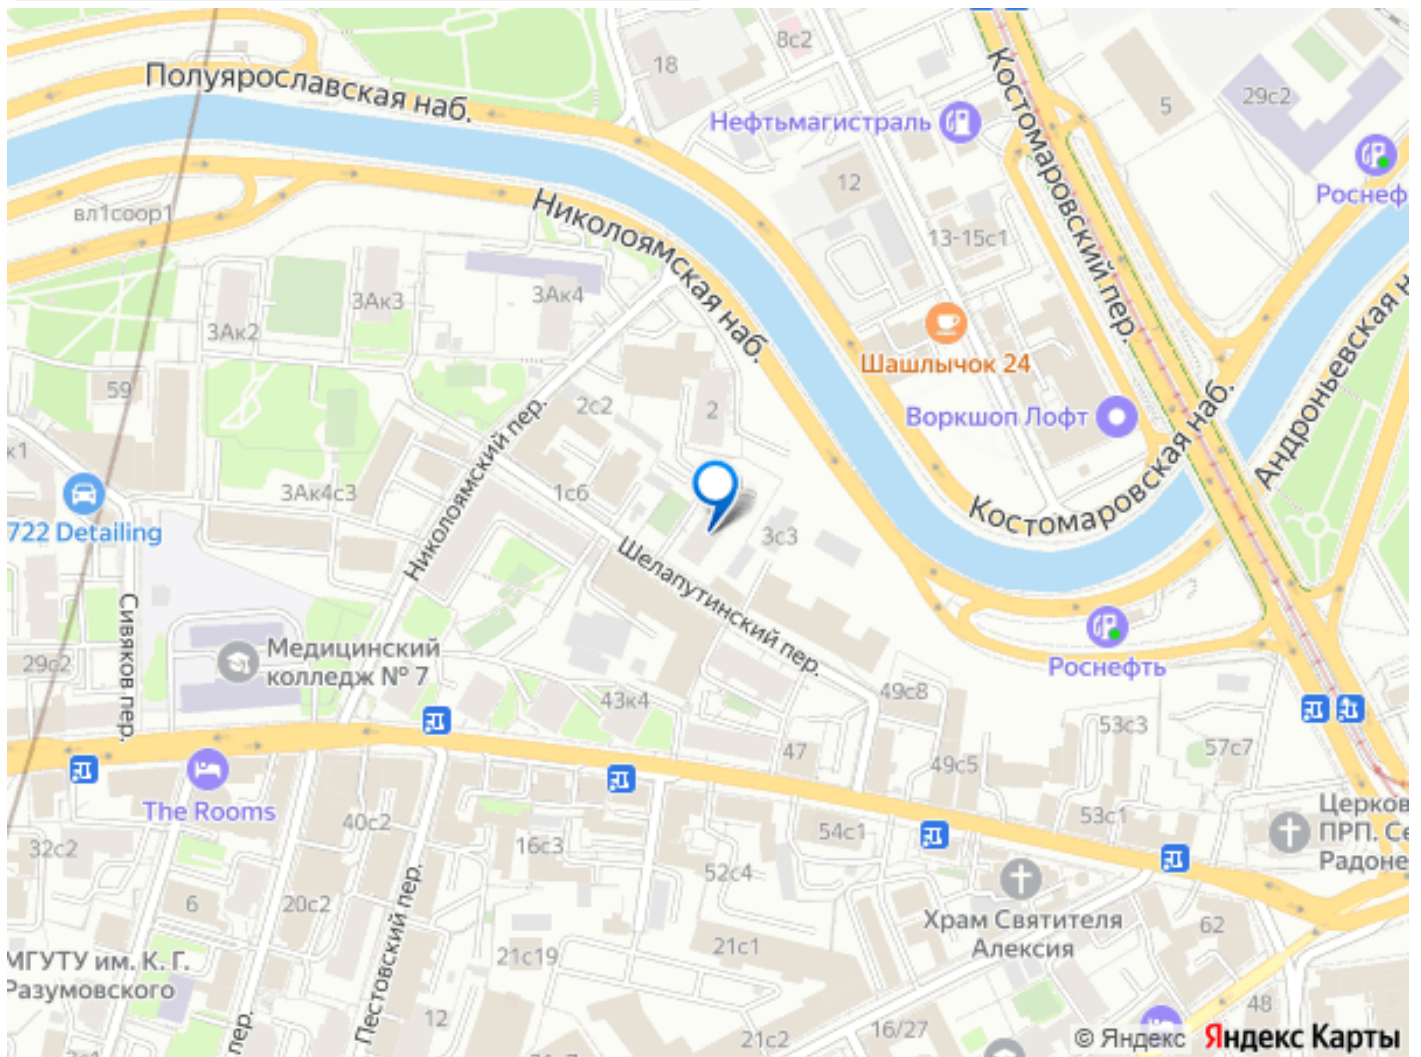 8с2
18
Полуярославская наб.
Нефтьмагистраль
Костомаровский пер.
5
29с2
Роснеф
12
вл1соор1
Николоямская наб.
13-15с1
3Ак4
3Ак3
3Ак2
Шашлычок 24
Андроньевская н
59
2с2
2
Воркшоп Лофт
Николоямский пер.
к1
3Ак4с3
1с6
Костомаровская наб.
722 Detailing
3с3
Шелапутинский пер.
Сивяков пер.
Медицинский
колледж № 7
29с2
Роснефть
43к4
49с8
53с3
57с7
47
49с5
The Rooms
40с2
54с1
53с1
Церков
ПРП. Се
Радоне
32с2
16с3
52с4
6
20с2
Пестовский пер.
Храм Святителя
Алексия
62
21с1
21с19
МГУТУ им. К. Г.
Разумовского
12
пер.
21с2
16/27
48
© Яндекс Яндекс Карты